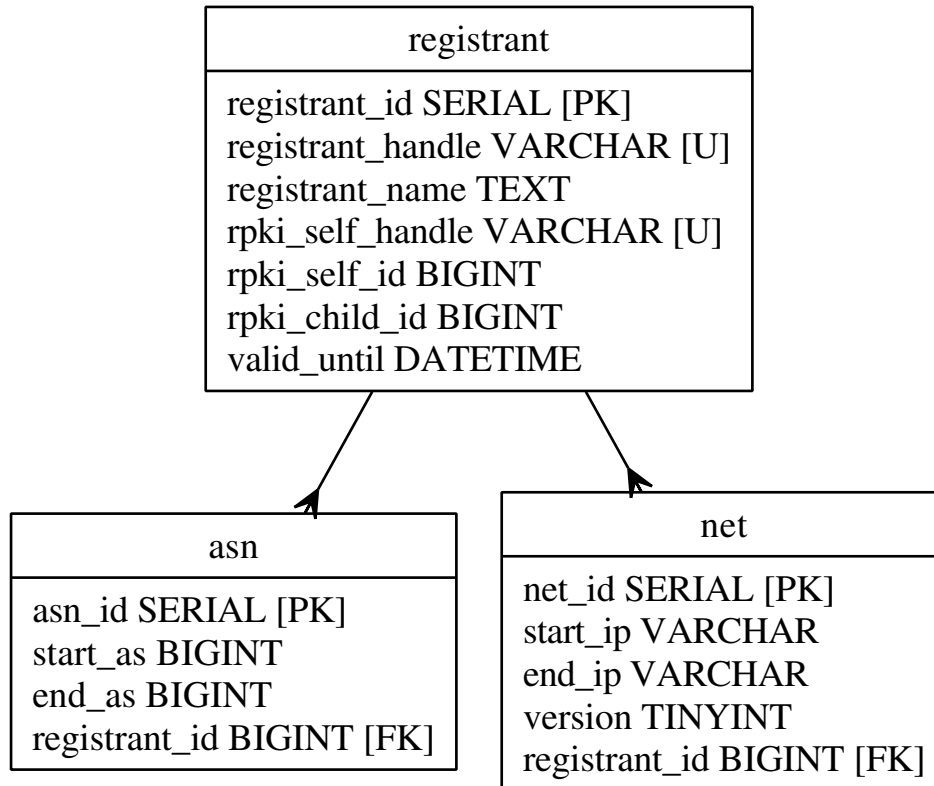 registrant
registrant_id SERIAL [PK]
registrant_handle VARCHAR [U]
registrant_name TEXT
rpki_self_handle VARCHAR [U]
rpki_self_id BIGINT
rpki_child_id BIGINT
valid_until DATETIME
asn
asn_id SERIAL [PK]
start_as BIGINT
end_as BIGINT
registrant_id BIGINT [FK]
net
net_id SERIAL [PK]
start_ip VARCHAR
end_ip VARCHAR
version TINYINT
registrant_id BIGINT [FK]